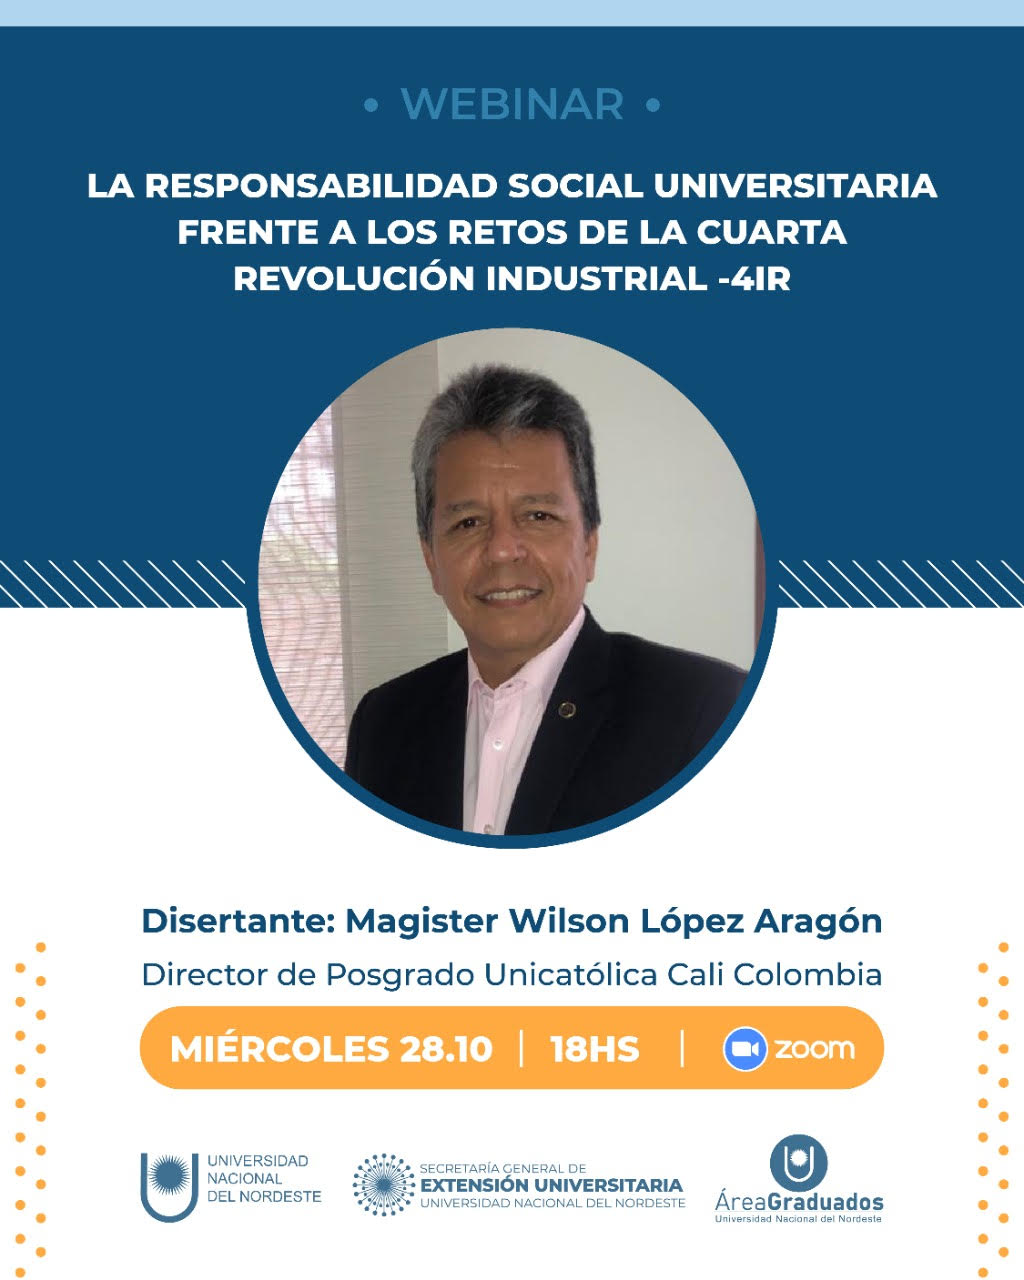 • WEBINAR •
LA RESPONSABILIDAD SOCIAL UNIVERSITARIA
FRENTE A LOS RETOS DE LA CUARTA
REVOLUCIÓN INDUSTRIAL -4IR
Disertante: Magister Wilson López Aragón
Director de Posgrado Unicatólica Cali Colombia
MIÉRCOLES 28.10 | 18HS | zoom
UNIVERSIDAD
NACIONAL
DEL NORDESTE
SECRETARÍA GENERAL DE
EXTENSIÓN UNIVERSITARIA
UNIVERSIDAD NACIONAL DEL NORDESTE
ÁreaGraduados
Universidad Nacional del Nordeste